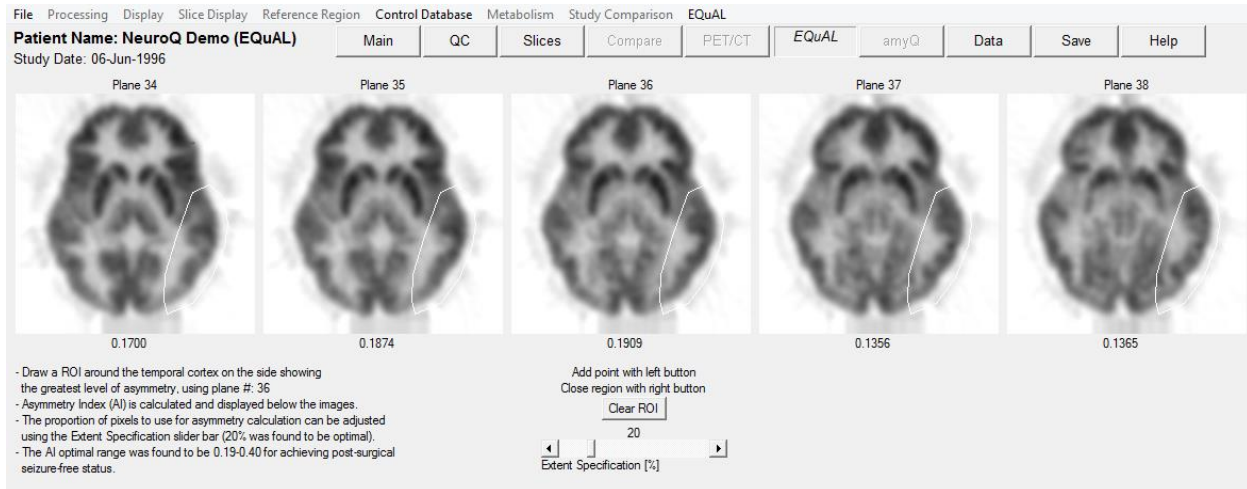 File Processing Display Slice Display Reference Region Control Database Metabolism Study Comparison EQuAL
Patient Name: NeuroQ Demo (EQuAL)
Study Date: 06-Jun-1996
Main QC Slices Compare PET/CT EQuAL amyQ Data Save Help
Plane 34 Plane 35 Plane 36 Plane 37 Plane 38
0.1700 0.1874 0.1909 0.1356 0.1365
- Draw a ROI around the temporal cortex on the side showing
the greatest level of asymmetry, using plane #: 36
- Asymmetry Index (AI) is calculated and displayed below the images.
- The proportion of pixels to use for asymmetry calculation can be adjusted
using the Extent Specification slider bar (20% was found to be optimal).
- The AI optimal range was found to be 0.19-0.40 for achieving post-surgical
seizure-free status.
Add point with left button
Close region with right button
Clear ROI
20
Extent Specification [%]